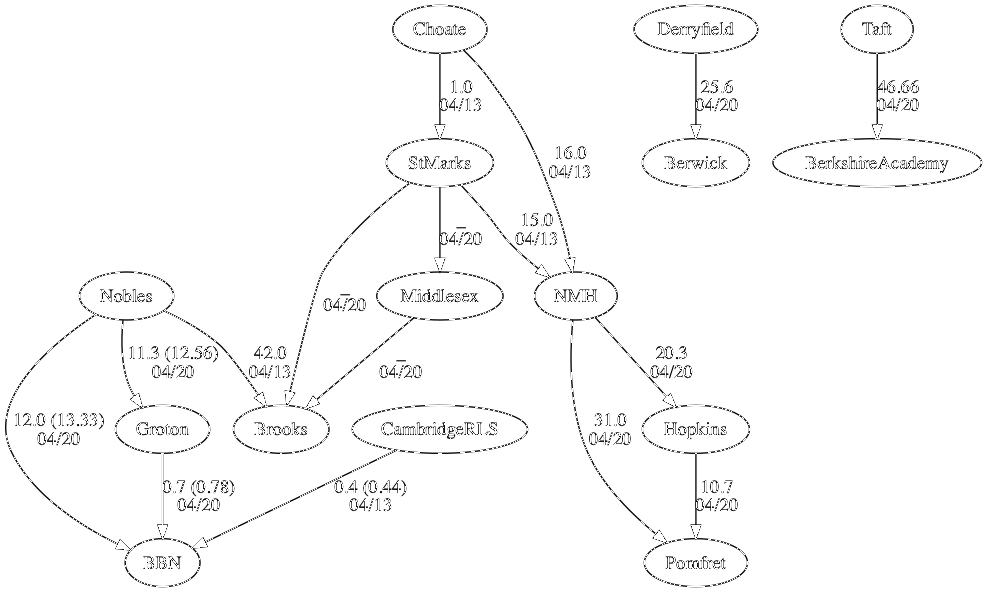 Choate
Derryfield
Taft
1.0
04/13
25.6
04/20
46.66
04/20
StMarks
16.0
04/13
Berwick
BerkshireAcademy
15.0
04/13
–
04/20
Nobles
–
04/20
Middlesex
NMH
11.3 (12.56)
04/20
42.0
04/13
–
04/20
20.3
04/20
12.0 (13.33)
04/20
Groton
Brooks
CambridgeRLS
31.0
04/20
Hopkins
0.7 (0.78)
04/20
0.4 (0.44)
04/13
10.7
04/20
BBN
Pomfret